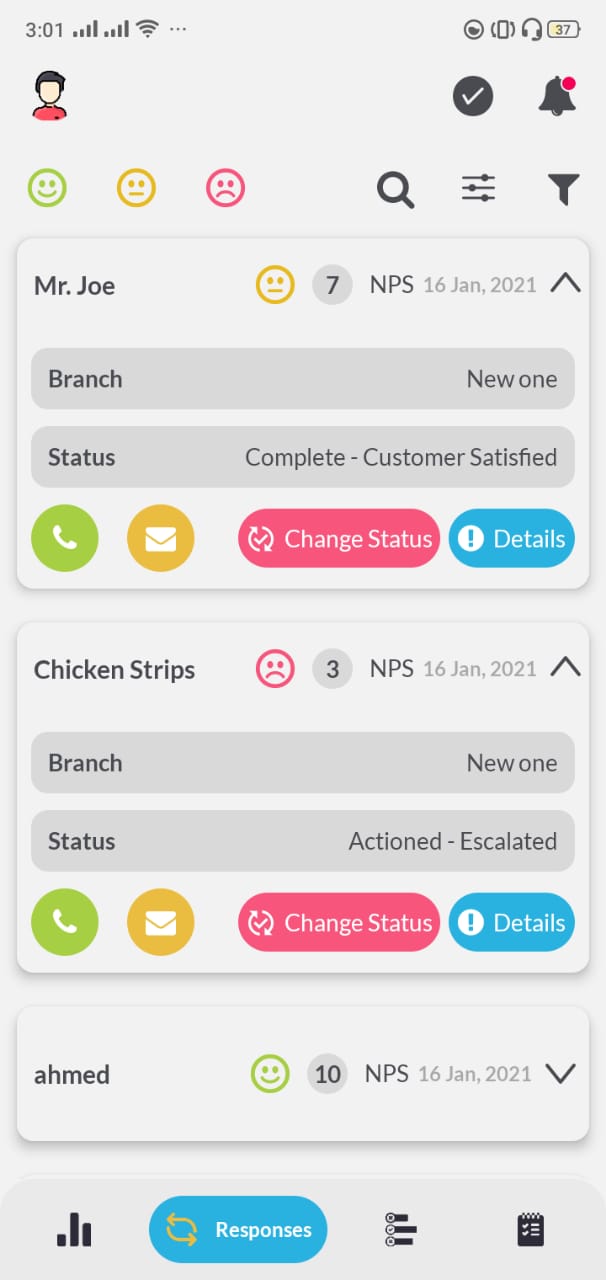 3:01 ... 37
Mr. Joe 7 NPS 16 Jan, 2021
Branch New one
Status Complete - Customer Satisfied
Change Status Details
Chicken Strips 3 NPS 16 Jan, 2021
Branch New one
Status Actioned - Escalated
Change Status Details
ahmed 10 NPS 16 Jan, 2021
Responses